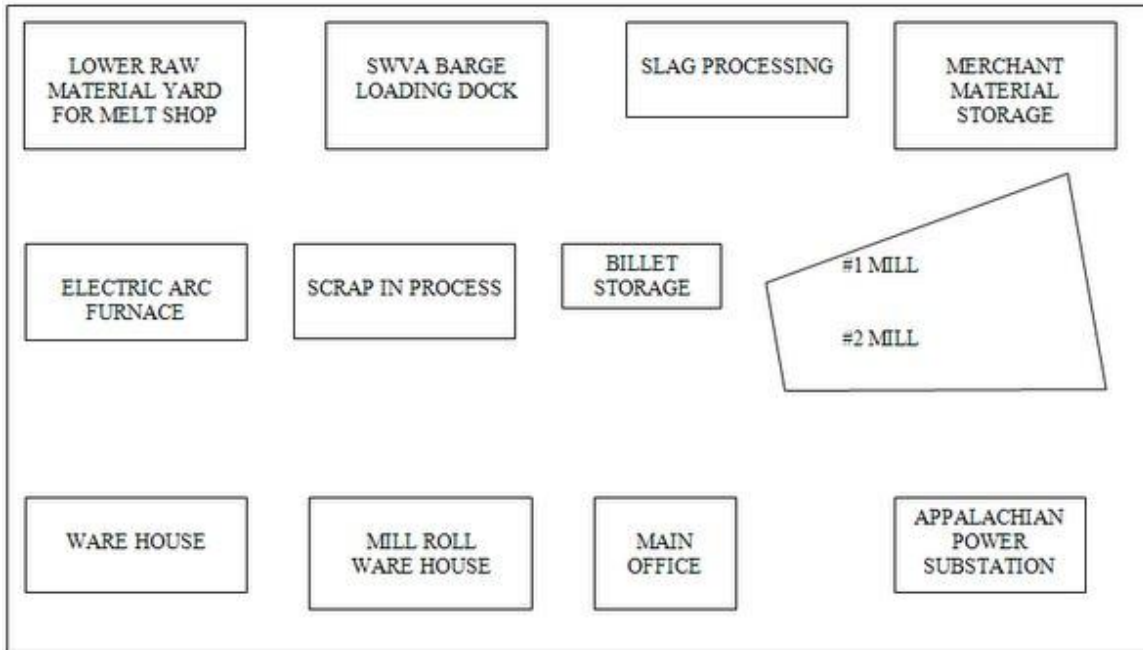 LOWER RAW
MATERIAL YARD
FOR MELT SHOP
SWVA BARGE
LOADING DOCK
SLAG PROCESSING
MERCHANT
MATERIAL
STORAGE
ELECTRIC ARC
FURNACE
SCRAP IN PROCESS
BILLET
STORAGE
#1 MILL
#2 MILL
WARE HOUSE
MILL ROLL
WARE HOUSE
MAIN
OFFICE
APPALACHIAN
POWER
SUBSTATION